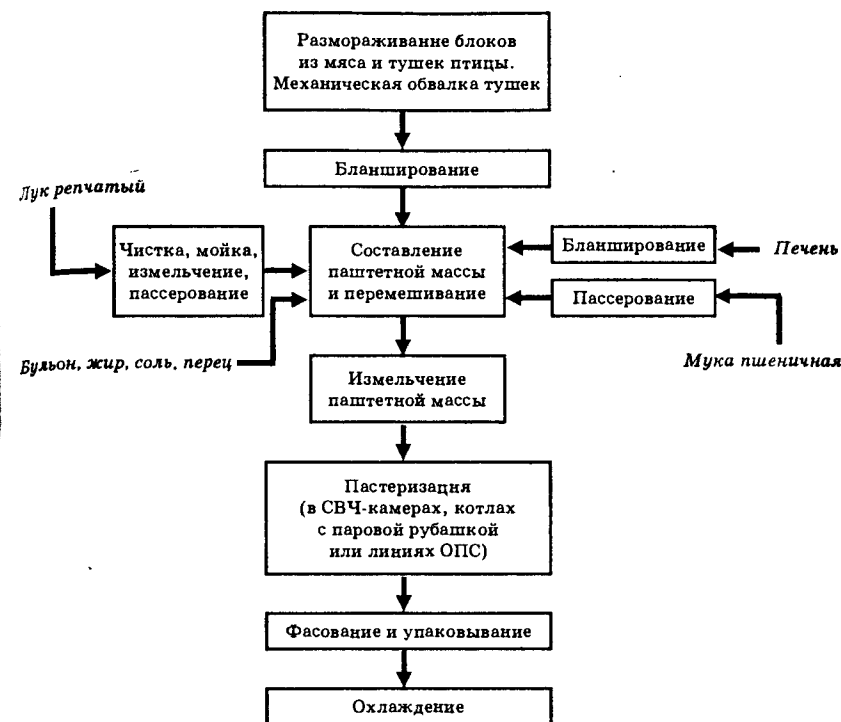 Размораживание блоков
из мяса и тушек птицы.
Механическая обвалка тушек
Бланширование
Лук репчатый
Чистка, мойка,
измельчение,
пассерование
Составление
паштетной массы
и перемешивание
Бланширование
Печень
Пассерование
Бульон, жир, соль, перец
Мука пшеничная
Измельчение
паштетной массы
Пастеризация
(в СВЧ-камерах, котлах
с паровой рубашкой
или линиях ОПС)
Фасование и упаковывание
Охлаждение